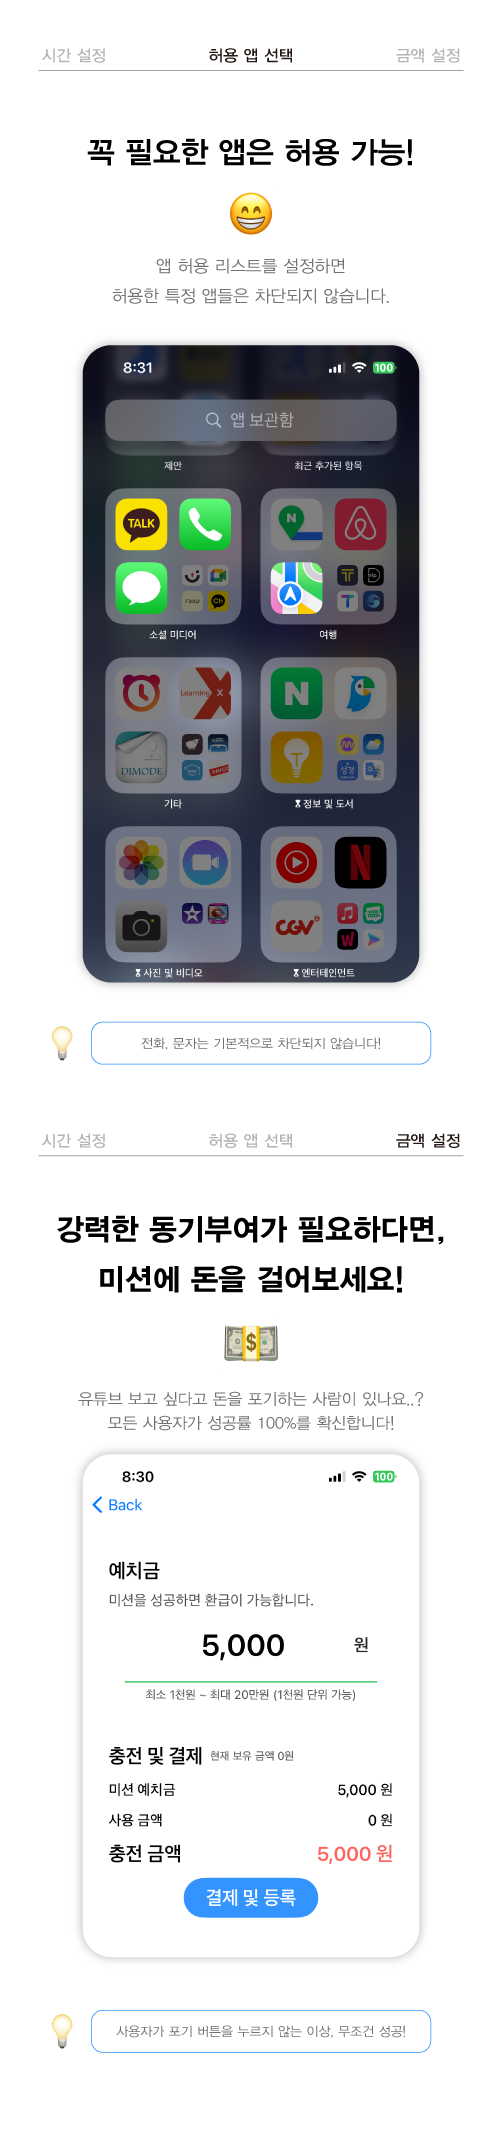 시간 설정 허용 앱 선택 금액 설정
꼭 필요한 앱은 허용 가능!
앱 허용 리스트를 설정하면
허용한 특정 앱들은 차단되지 않습니다.
8:31 100
앱 보관함
제안 최근 추가된 항목
TALK N
Ch T trip T
소셜 미디어 여행
Learning X N
DIMODE PAYCO 성경
기타 정보 및 도서
N
CGV W
사진 및 비디오 엔터테인먼트
전화, 문자는 기본적으로 차단되지 않습니다!
시간 설정 허용 앱 선택 금액 설정
강력한 동기부여가 필요하다면,
미션에 돈을 걸어보세요!
유튜브 보고 싶다고 돈을 포기하는 사람이 있나요..?
모든 사용자가 성공률 100%를 확신합니다!
8:30 100
Back
예치금
미션을 성공하면 환급이 가능합니다.
5,000 원
최소 1천원 ~ 최대 20만원 (1천원 단위 가능)
충전 및 결제 현재 보유 금액 0원
미션 예치금 5,000 원
사용 금액 0 원
충전 금액 5,000 원
결제 및 등록
사용자가 포기 버튼을 누르지 않는 이상, 무조건 성공!